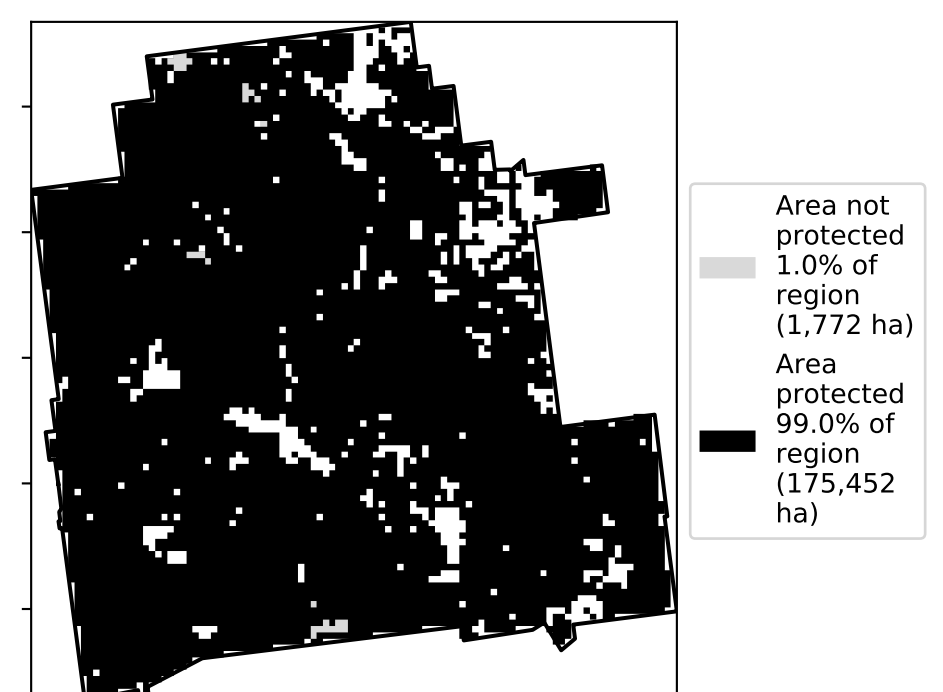 Area not
protected
1.0% of
region
(1,772 ha)
Area
protected
99.0% of
region
(175,452
ha)